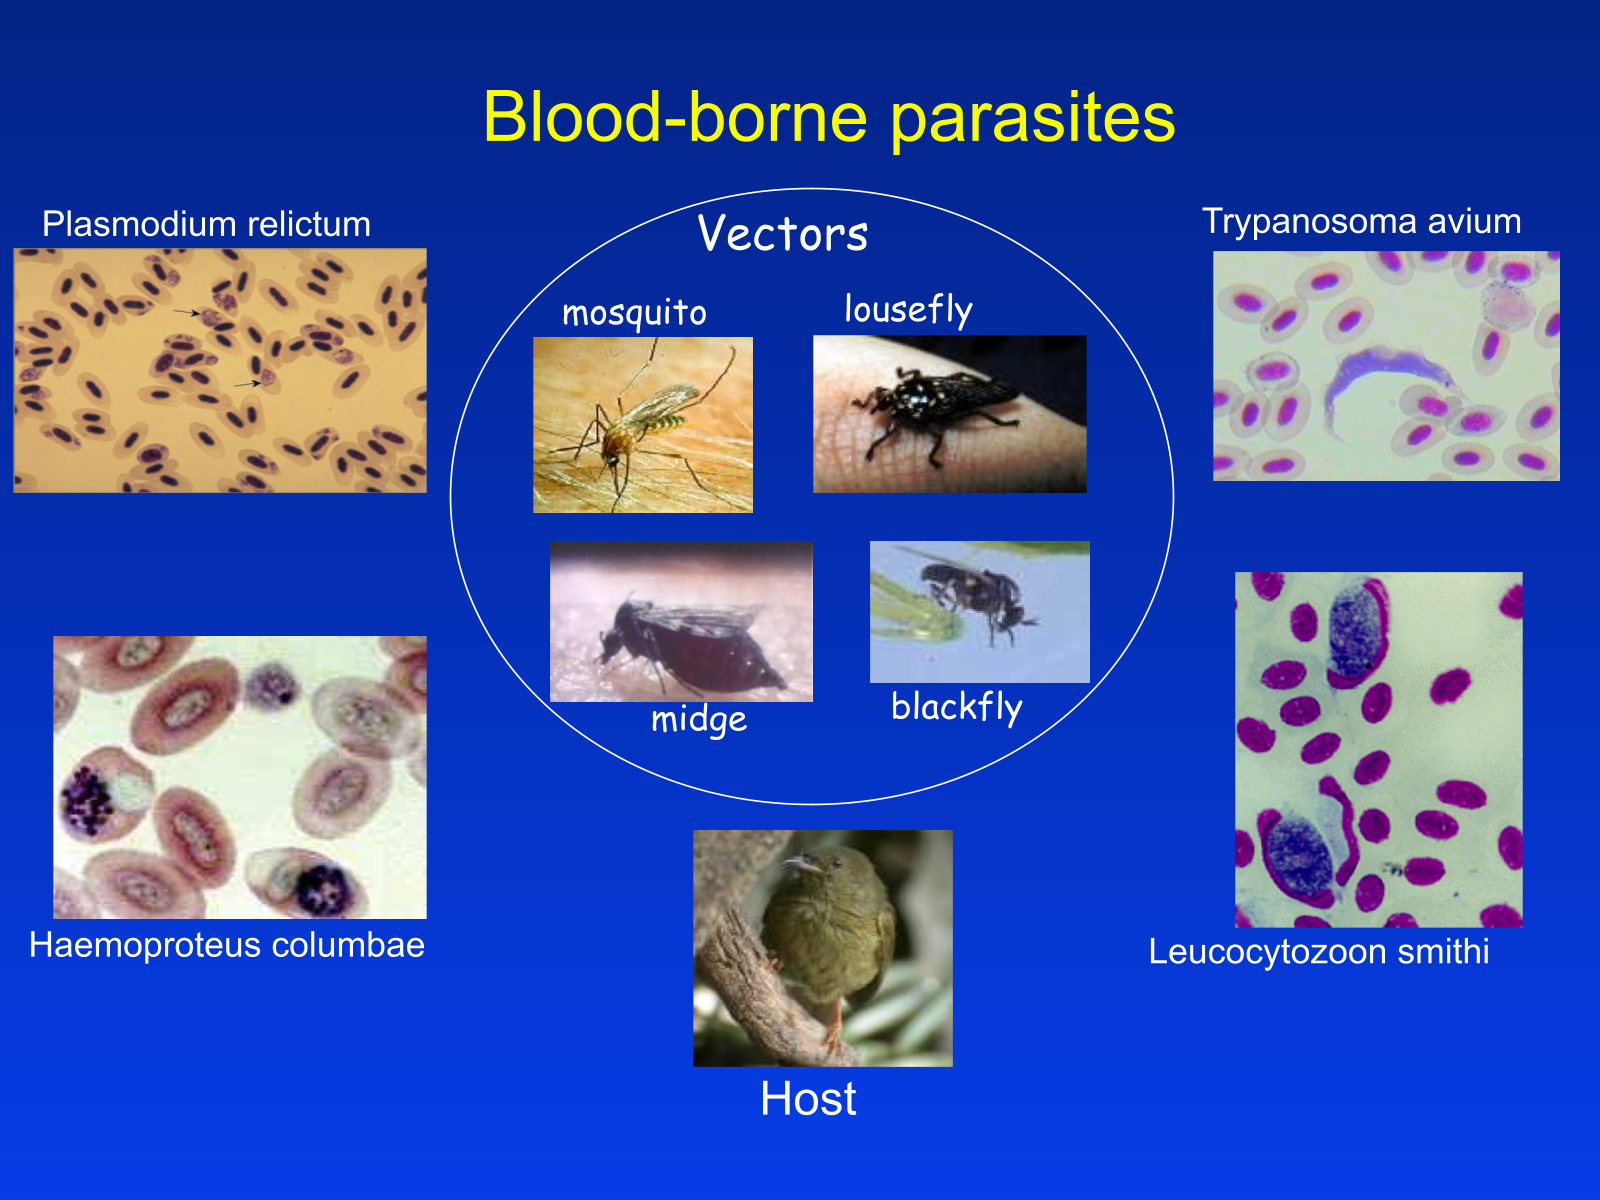 Blood-borne parasites
Plasmodium relictum
Vectors
Trypanosoma avium
mosquito
lousefly
midge
blackfly
Haemoproteus columbae
Leucocytozoon smithi
Host